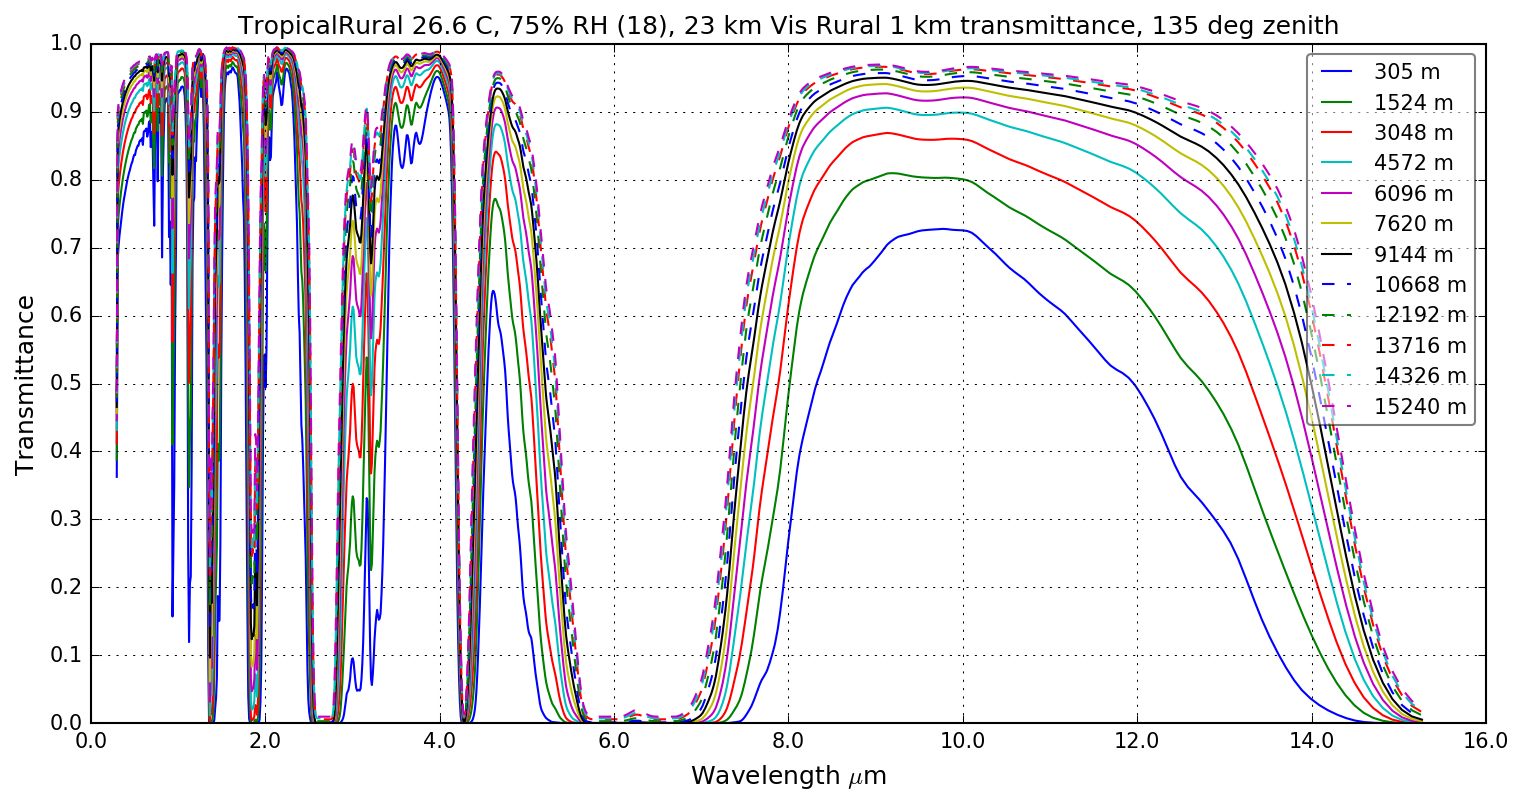 TropicalRural 26.6 C, 75% RH (18), 23 km Vis Rural 1 km transmittance, 135 deg zenith
1.0
0.9
0.8
0.7
0.6
0.5
0.4
0.3
0.2
0.1
0.0
Transmittance
305 m
1524 m
3048 m
4572 m
6096 m
7620 m
9144 m
10668 m
12192 m
13716 m
14326 m
15240 m
0.0 2.0 4.0 6.0 8.0 10.0 12.0 14.0 16.0
Wavelength μm